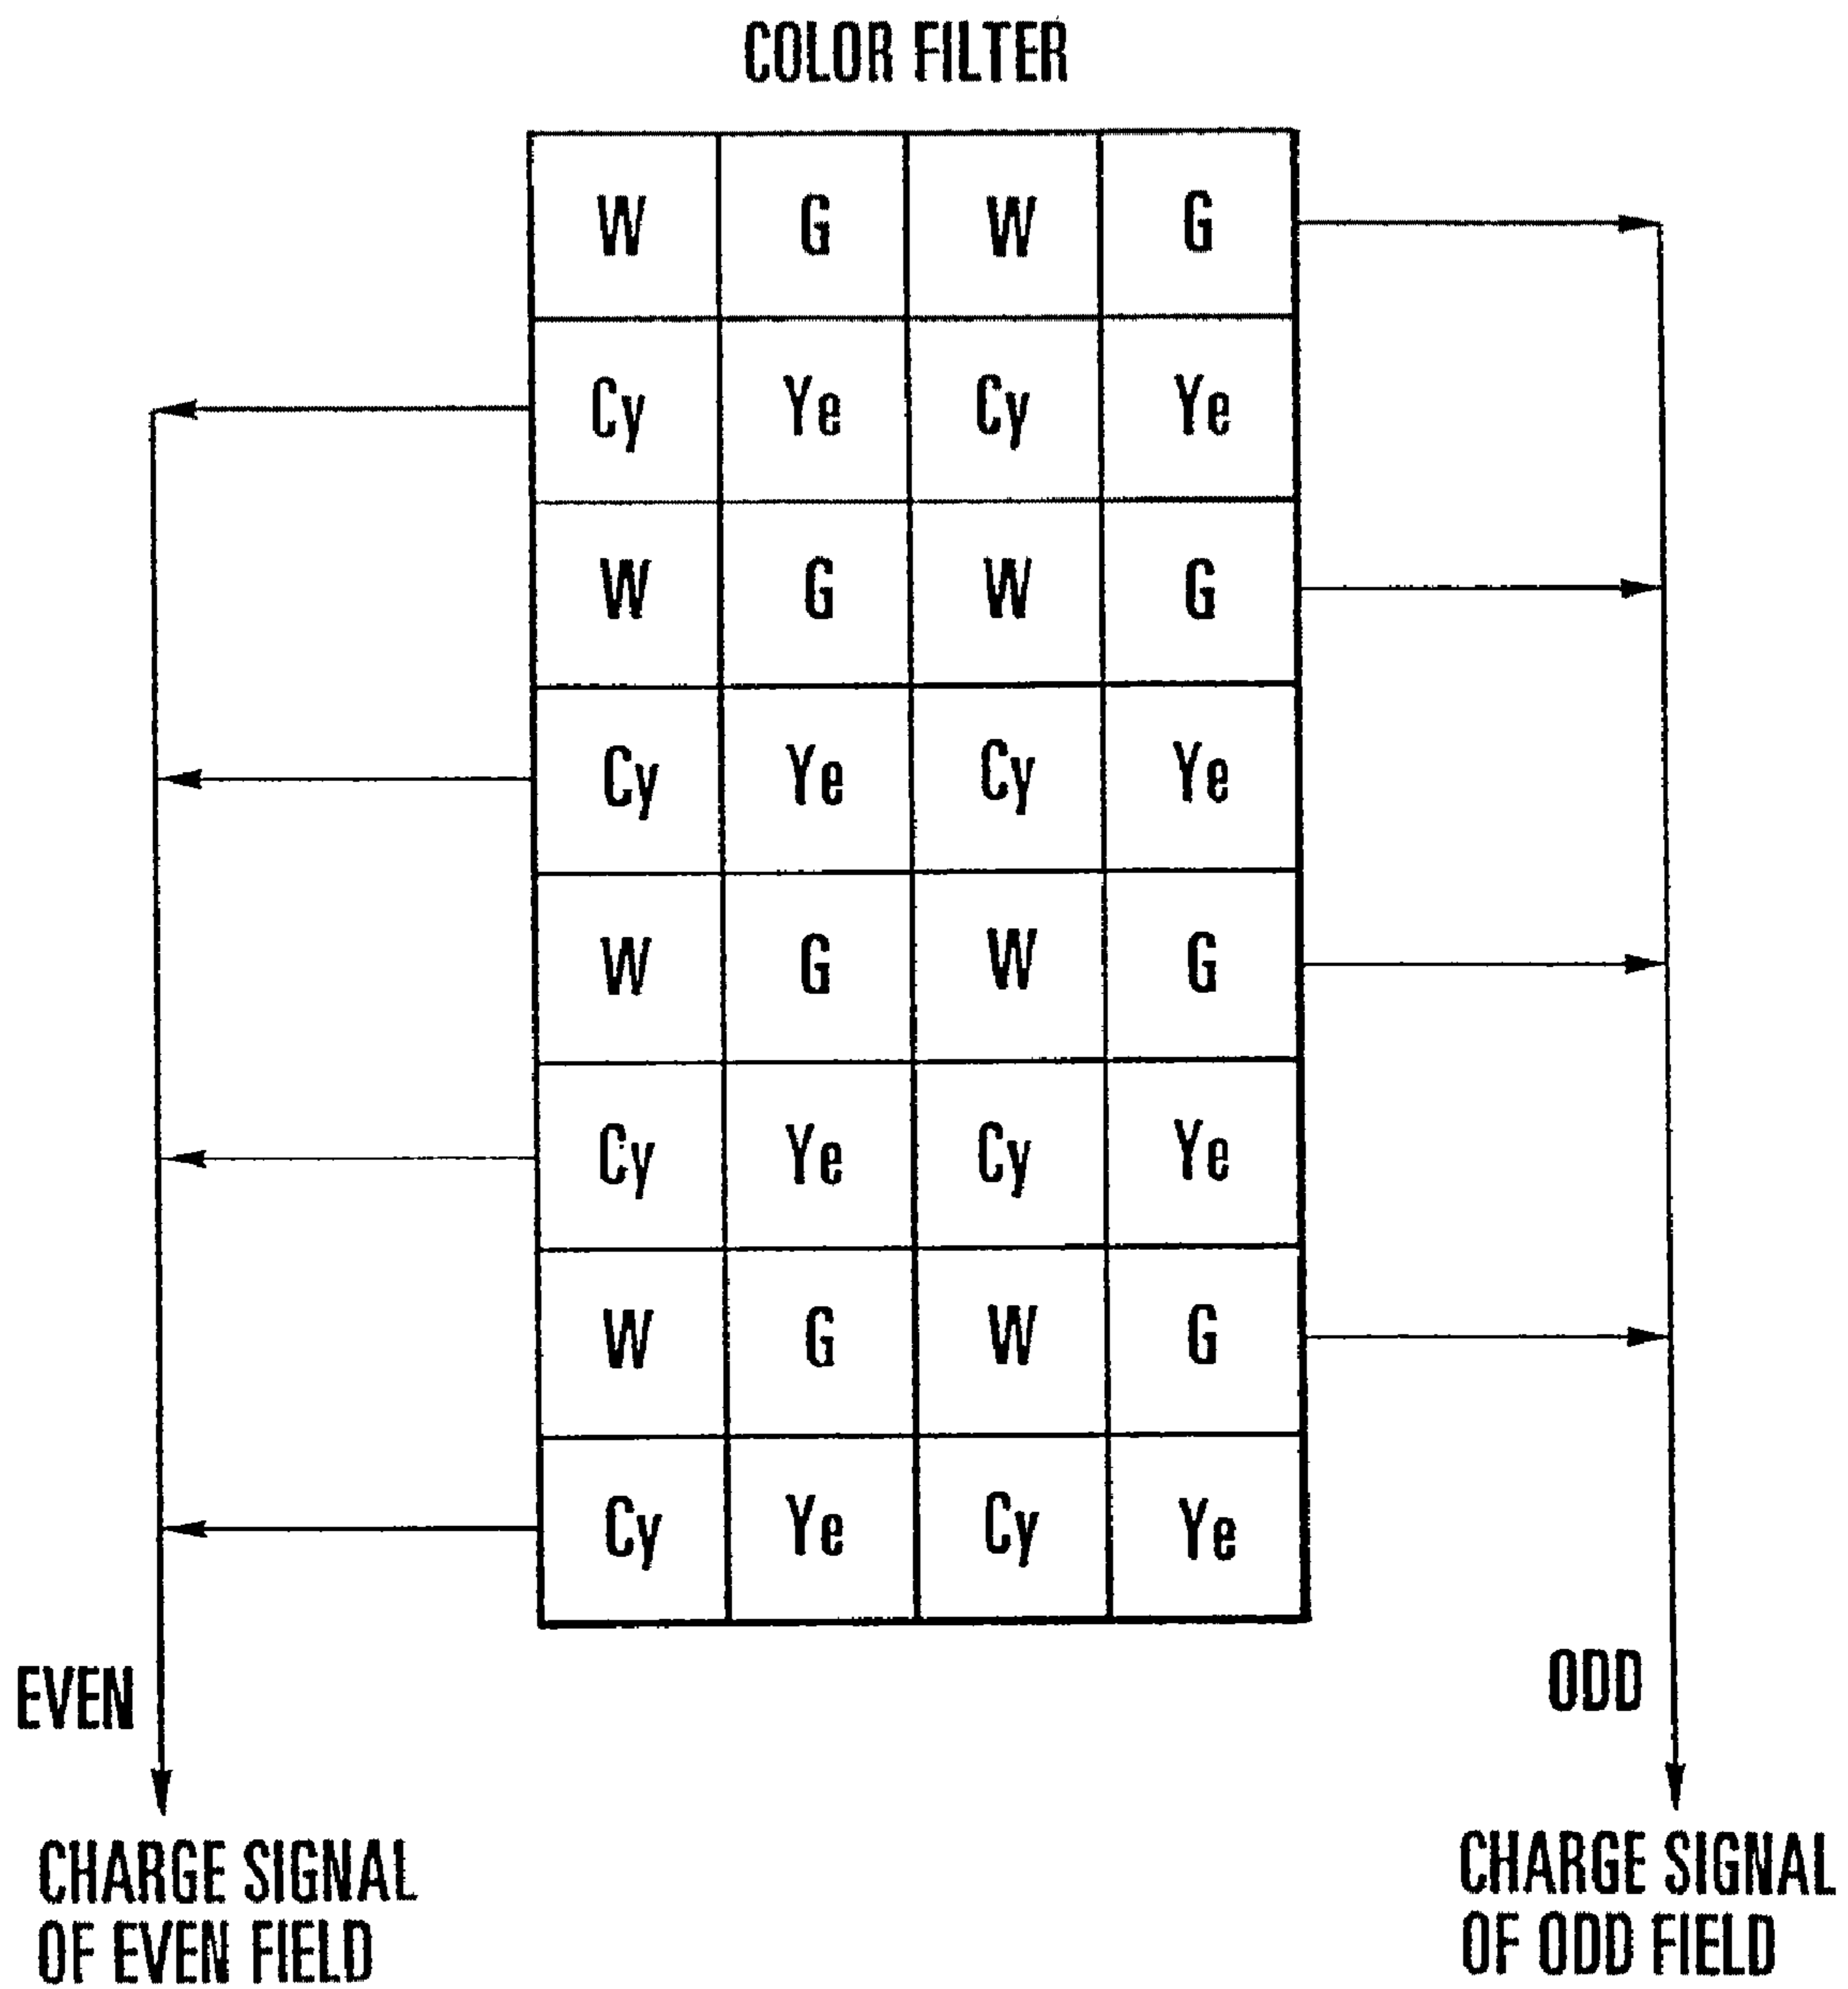 COLOR FILTER
W G W G
Cy Ye Cy Ye
W G W G
Cy Ye Cy Ye
W G W G
Cy Ye Cy Ye
W G W G
Cy Ye Cy Ye
EVEN
ODD
CHARGE SIGNAL
OF EVEN FIELD
CHARGE SIGNAL
OF ODD FIELD